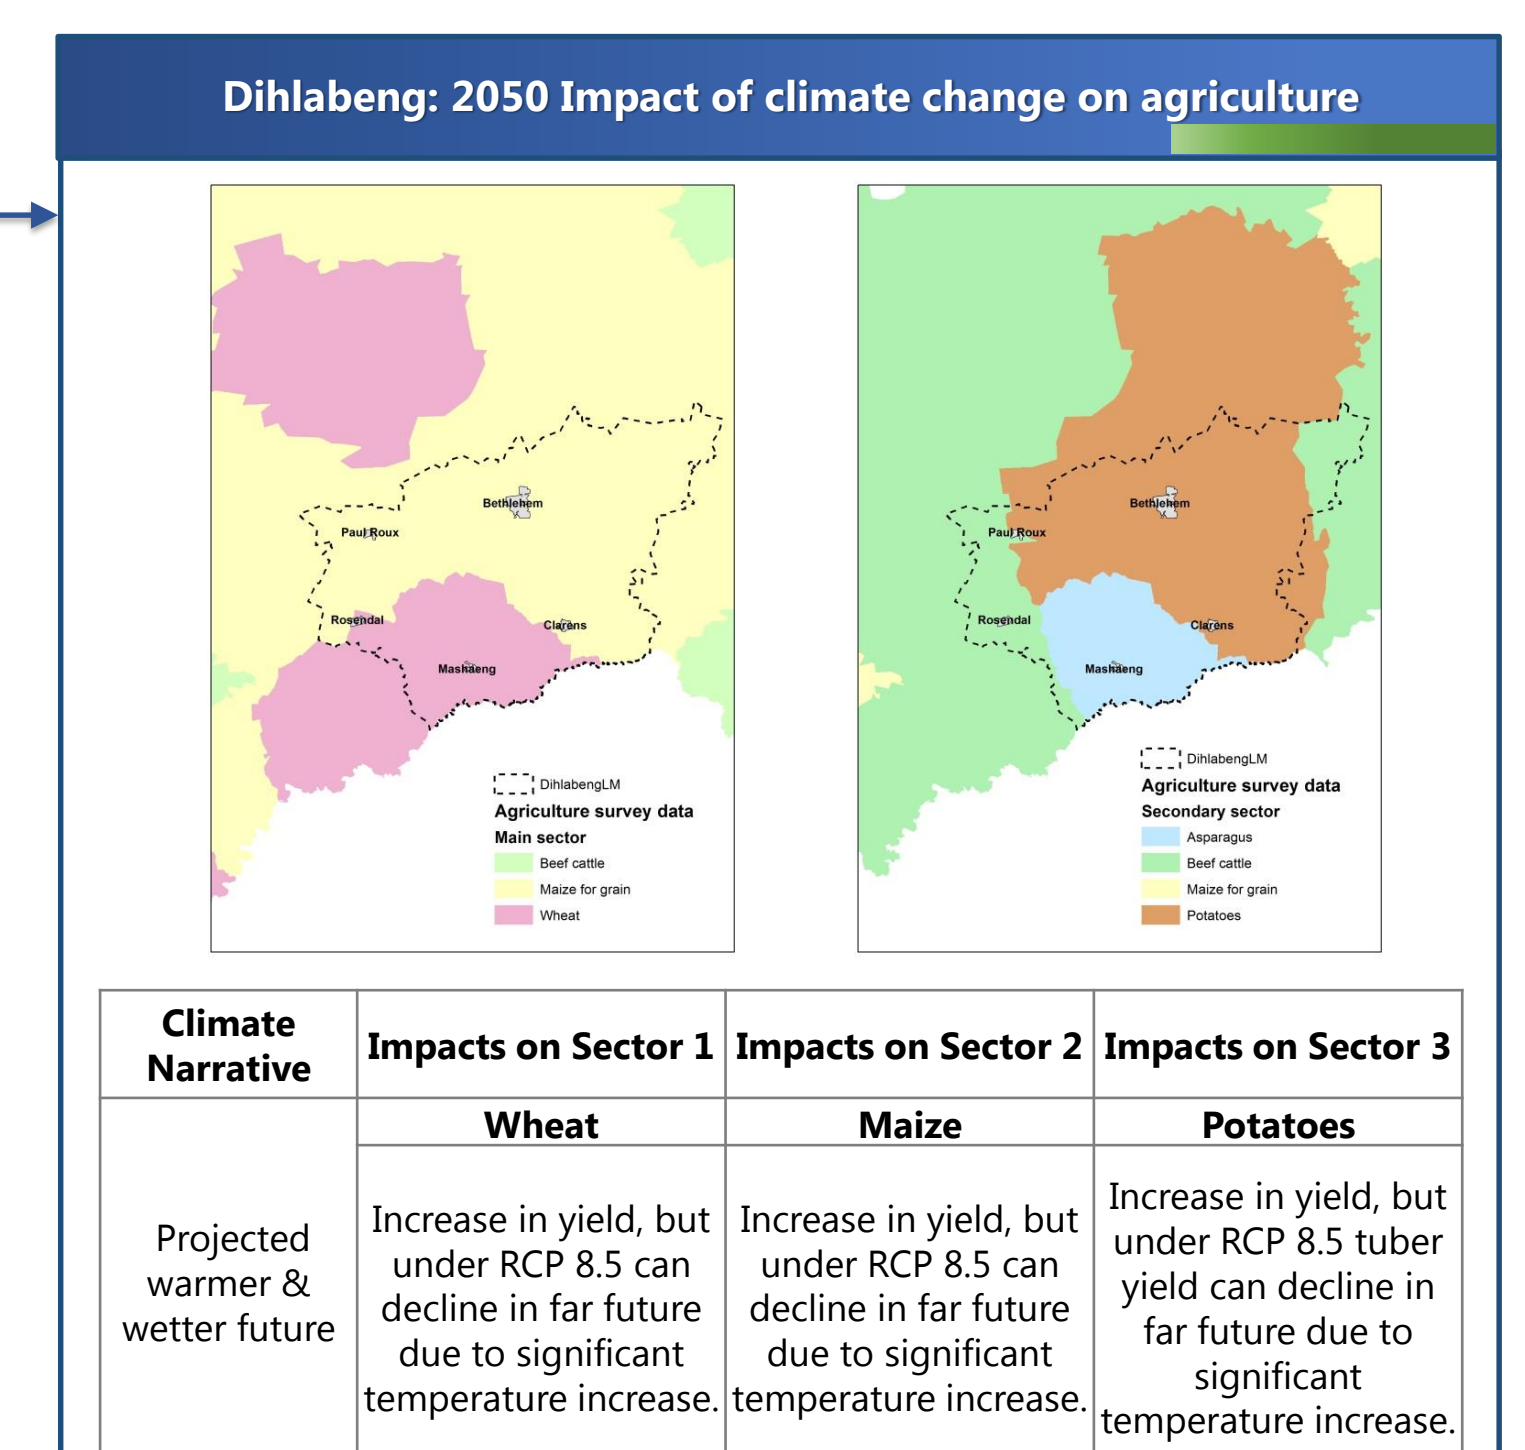 Dihlabeng: 2050 Impact of climate change on agriculture
Bethlehem
Paul Roux
Rosendal
Clarens
Mashaeng
DihlabengLM
Agriculture survey data
Main sector
Beef cattle
Maize for grain
Wheat
Bethlehem
Paul Roux
Rosendal
Clarens
Mashaeng
DihlabengLM
Agriculture survey data
Secondary sector
Asparagus
Beef cattle
Maize for grain
Potatoes
Climate
Narrative
Impacts on Sector 1
Impacts on Sector 2
Impacts on Sector 3
Wheat
Maize
Potatoes
Projected
warmer &
wetter future
Increase in yield, but
under RCP 8.5 can
decline in far future
due to significant
temperature increase.
Increase in yield, but
under RCP 8.5 can
decline in far future
due to significant
temperature increase.
Increase in yield, but
under RCP 8.5 tuber
yield can decline in
far future due to
significant
temperature increase.